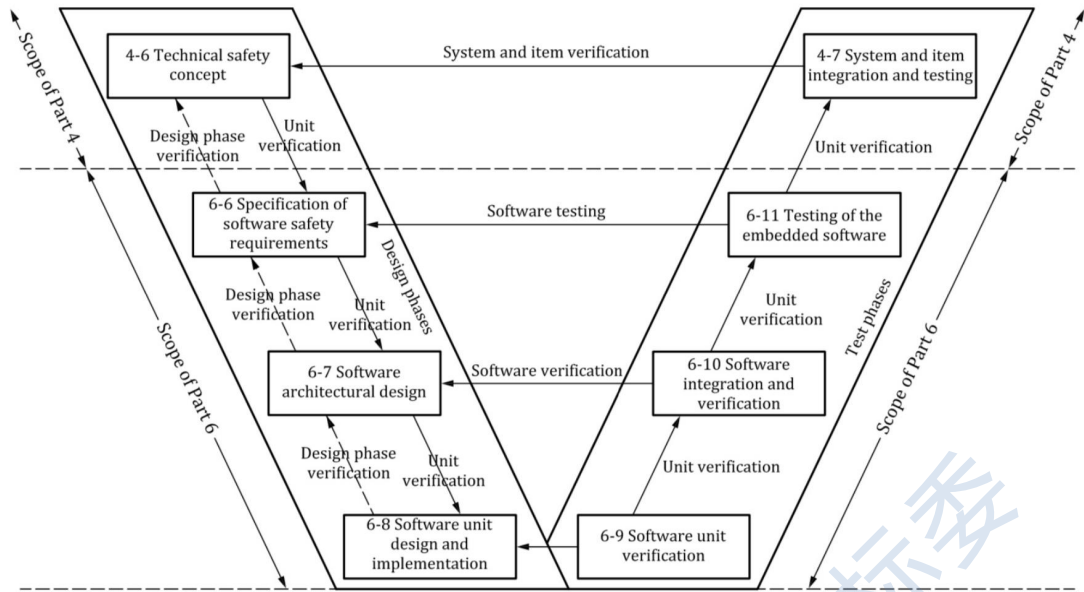 4-6 Technical safety
concept
System and item verification
4-7 System and item
integration and testing
Scope of Part 4
Scope of Part 4
Design phase
verification
Unit
verification
Unit verification
6-6 Specification of
software safety
requirements
Software testing
6-11 Testing of the
embedded software
Design phases
Design phase
verification
Unit
verification
Unit
verification
Test phases
Scope of Part 6
Scope of Part 6
6-7 Software
architectural design
Software verification
6-10 Software
integration and
verification
Design phase
verification
Unit
verification
Unit verification
6-8 Software unit
design and
implementation
6-9 Software unit
verification
标委